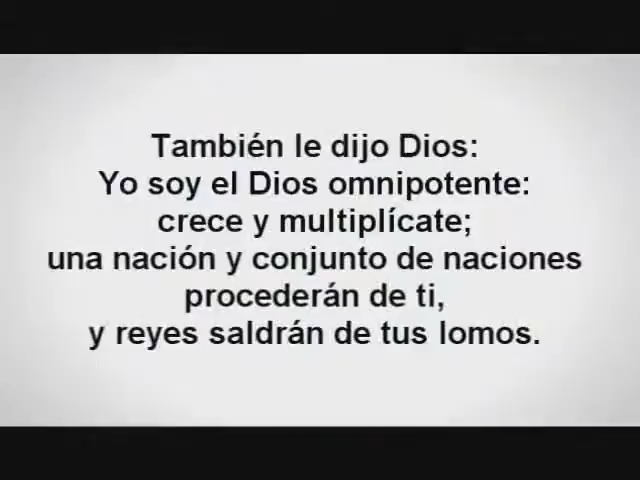 También le dijo Dios:
Yo soy el Dios omnipotente:
crece y multiplícate;
una nación y conjunto de naciones
procederán de ti,
y reyes saldrán de tus lomos.